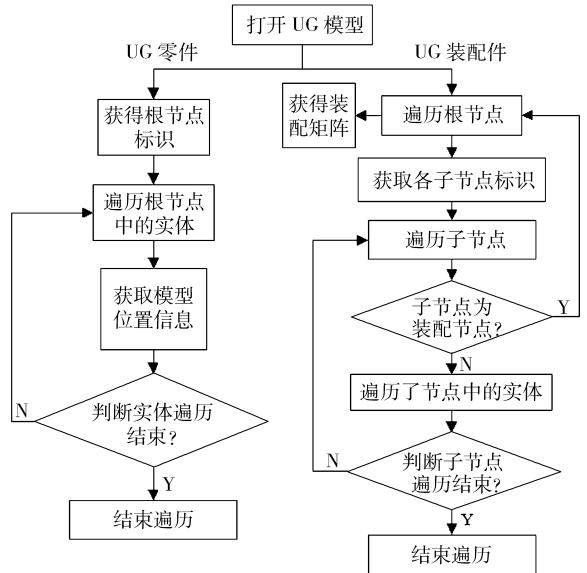 打开 UG 模型
UG 零件
UG 装配件
获得根节点
标识
遍历根节点
中的实体
获取模型
位置信息
N
判断实体遍历
结束?
Y
结束遍历
获得装
配矩阵
遍历根节点
获取各子节点标识
遍历子节点
子节点为
装配节点?
Y
N
遍历了节点中的实体
N
判断子节点
遍历结束?
Y
结束遍历